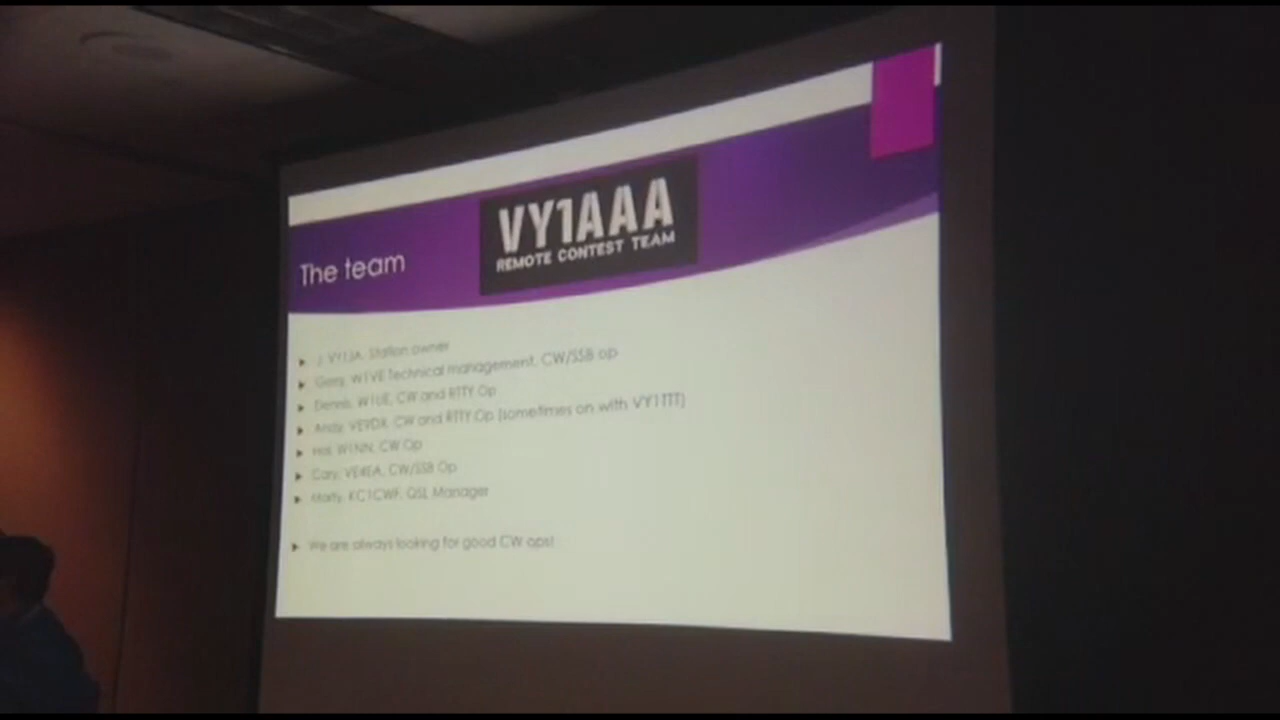 The team
VY1AAA
REMOTE CONTEST TEAM
J, VY1JA, Station owner
Gerry, W1VE Technical management, CW/SSB op
Dennis, W1UE, CW and RTTY Op
Andy, VE9DX, CW and RTTY Op (sometimes on with VY1TTT)
Hal, W1NN, CW Op
Cary, VE4EA, CW/SSB Op
Marty, KC1CWF, QSL Manager
We are always looking for good CW ops!